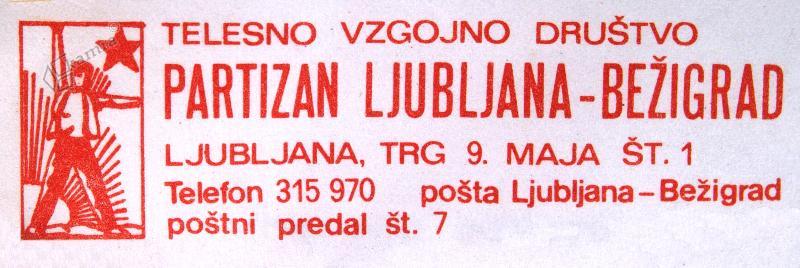 TELESNO VZGOJNO DRUŠTVO
PARTIZAN LJUBLJANA-BEŽIGRAD
LJUBLJANA, TRG 9. MAJA ŠT. 1
Telefon 315 970 pošta Ljubljana-Bežigrad
poštni predal št. 7